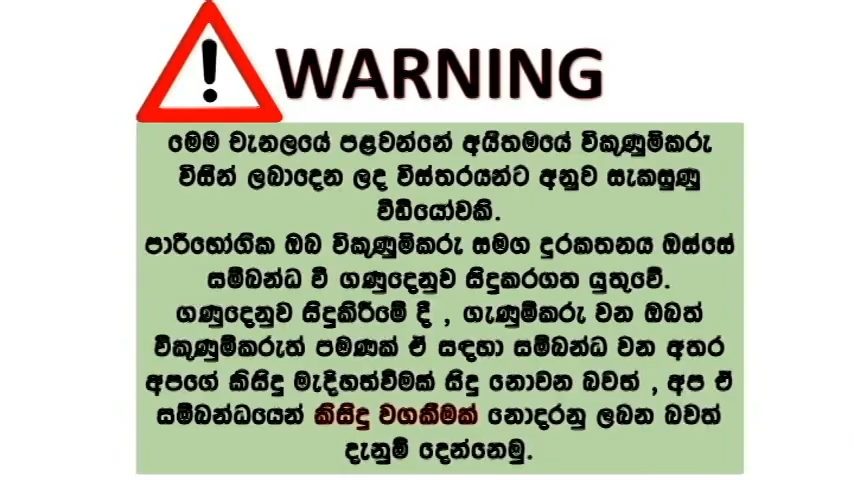 WARNING
මෙම චැනලයේ පළවන්නේ අයිතමයේ විකුණුම්කරු
විසින් ලබාදෙන ලද විස්තරයන්ට අනුව සැකසුණු
වීඩියෝවකි.
පාරිභෝගික ඔබ විකුණුම්කරු සමග දුරකතනය ඔස්සේ
සම්බන්ධ වී ගණුදෙනුව සිදුකරගත යුතුවේ.
ගණුදෙනුව සිදුකිරීමේ දී , ගැණුම්කරු වන ඔබත්
විකුණුම්කරුත් පමණක් ඒ සඳහා සම්බන්ධ වන අතර
අපගේ කිසිදු මැදිහත්වීමක් සිදු නොවන බවත් , අප ඒ
සම්බන්ධයෙන් කිසිදු වගකීමක් නොදරනු ලබන බවත්
දැනුම් දෙන්නෙමු.